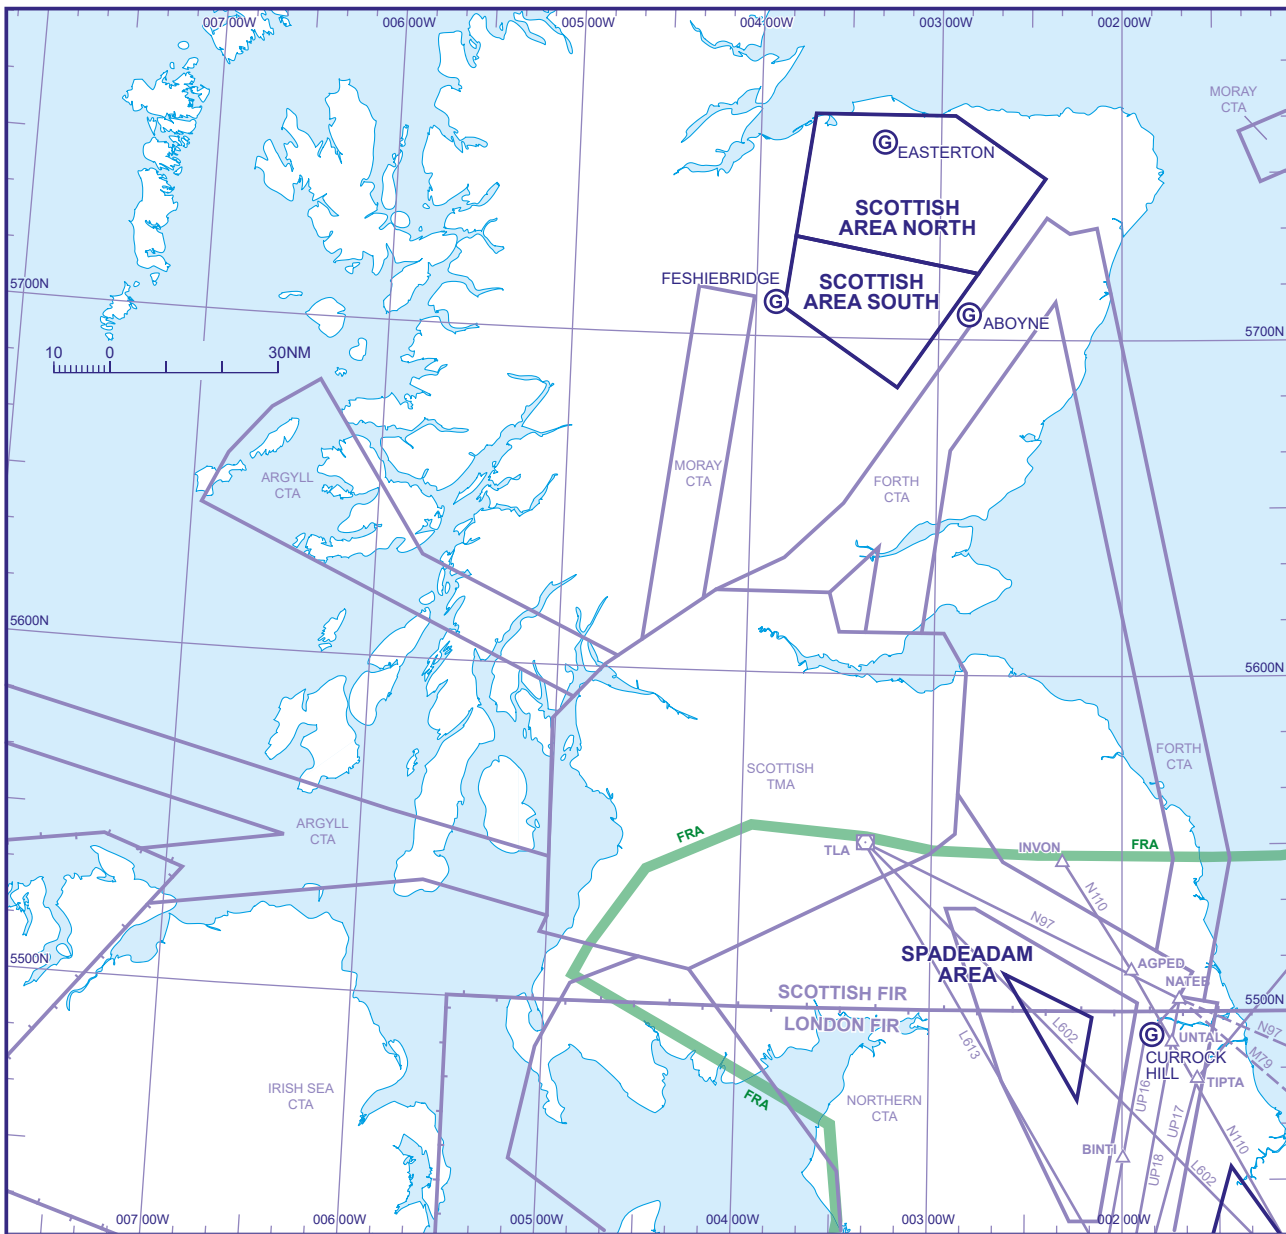 007 00W
006 00W
005 00W
004 00W
003 00W
002 00W
MORAY
CTA
G
EASTERTON
SCOTTISH
AREA NORTH
FESHIEBRIDGE
G
SCOTTISH
AREA SOUTH
G
ABOYNE
5700N
5700N
10 0 30NM
ARGYLL
CTA
MORAY
CTA
FORTH
CTA
5600N
5600N
SCOTTISH
TMA
FORTH
CTA
ARGYLL
CTA
FRA
TLA
INVON
FRA
N110
N97
SPADEADAM
AREA
AGPED
NATEB
5500N
SCOTTISH FIR
5500N
LONDON FIR
L602
L613
G
UNTAL
N97
M79
CURROCK
HILL
TIPTA
IRISH SEA
CTA
FRA
NORTHERN
CTA
UP16
UP17
N110
BINTI
UP18
L602
007 00W
006 00W
005 00W
004 00W
003 00W
002 00W